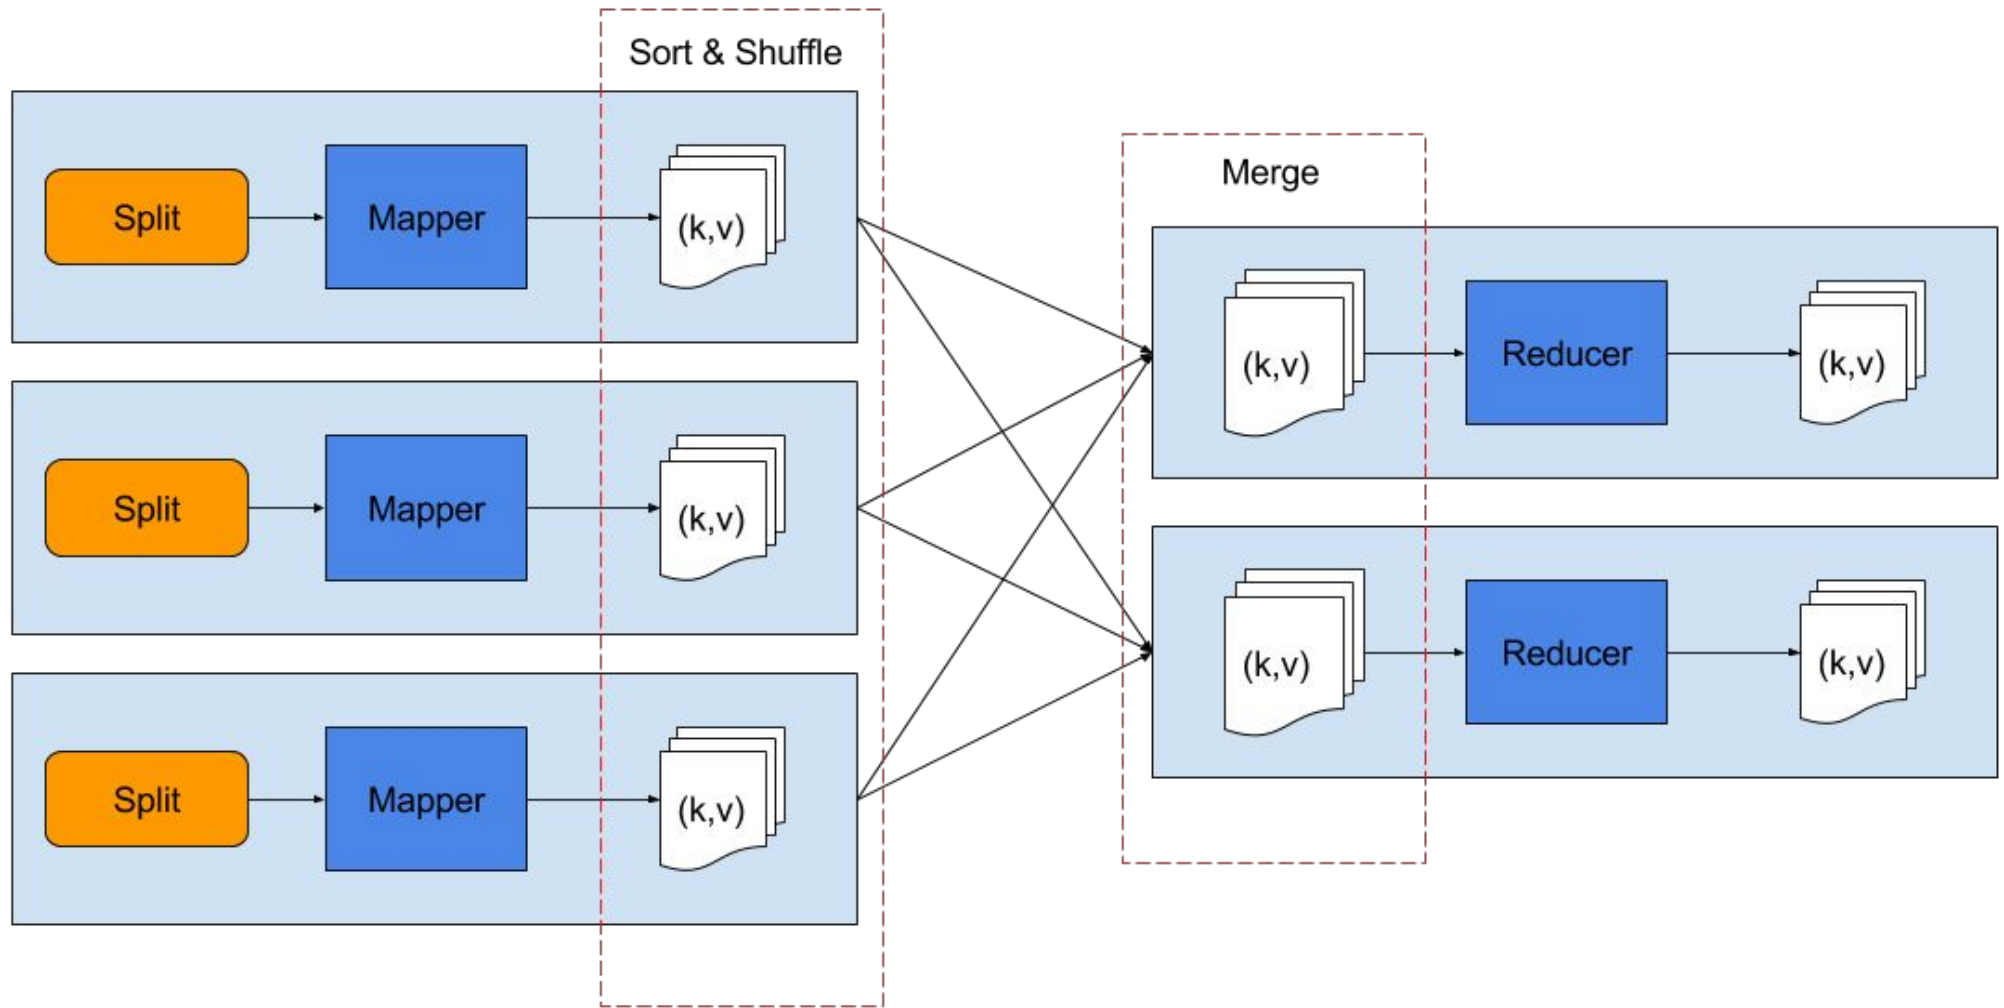 Sort & Shuffle
Split
Mapper
(k,v)
Split
Mapper
(k,v)
Split
Mapper
(k,v)
Merge
(k,v)
Reducer
(k,v)
(k,v)
Reducer
(k,v)